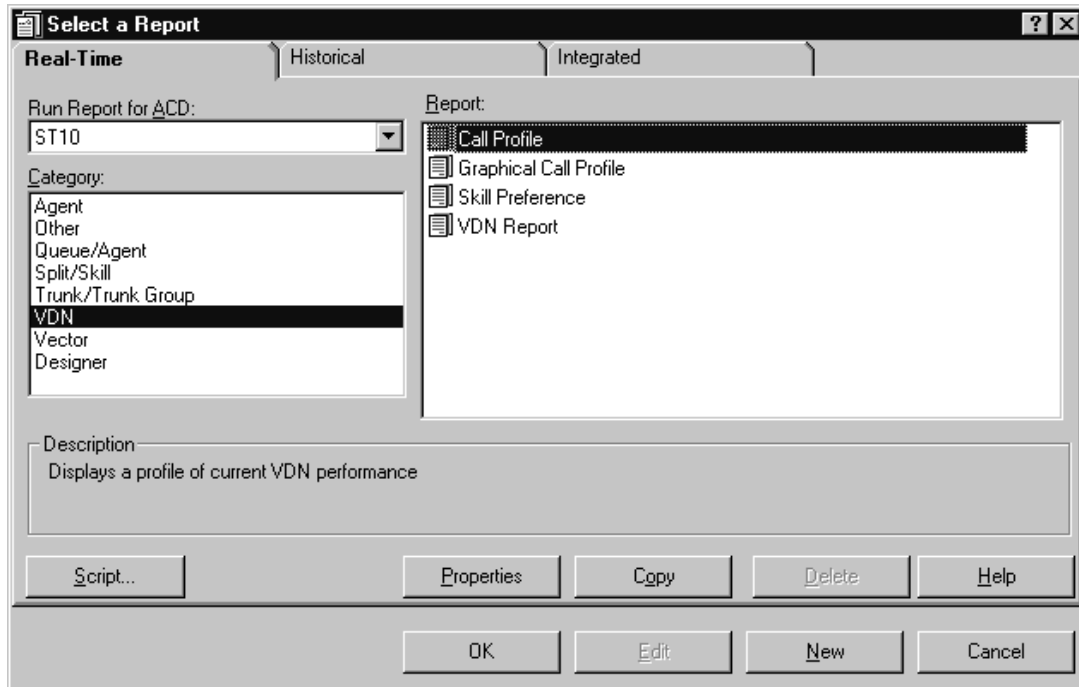 Select a Report
Real-Time
Historical
Integrated
Run Report for ACD:
ST10
Category:
Agent
Other
Queue/Agent
Split/Skill
Trunk/Trunk Group
VDN
Vector
Designer
Report:
Call Profile
Graphical Call Profile
Skill Preference
VDN Report
Description
Displays a profile of current VDN performance
Script...
Properties
Copy
Delete
Help
OK
Edit
New
Cancel